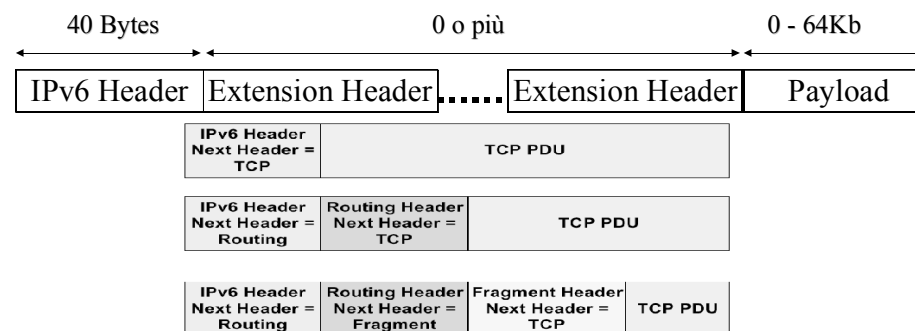 40 Bytes 0 o più 0 - 64Kb
IPv6 Header Extension Header Extension Header Payload
IPv6 Header
Next Header =
TCP
TCP PDU
IPv6 Header
Next Header =
Routing
Routing Header
Next Header =
TCP
TCP PDU
IPv6 Header
Next Header =
Routing
Routing Header
Next Header =
Fragment
Fragment Header
Next Header =
TCP
TCP PDU